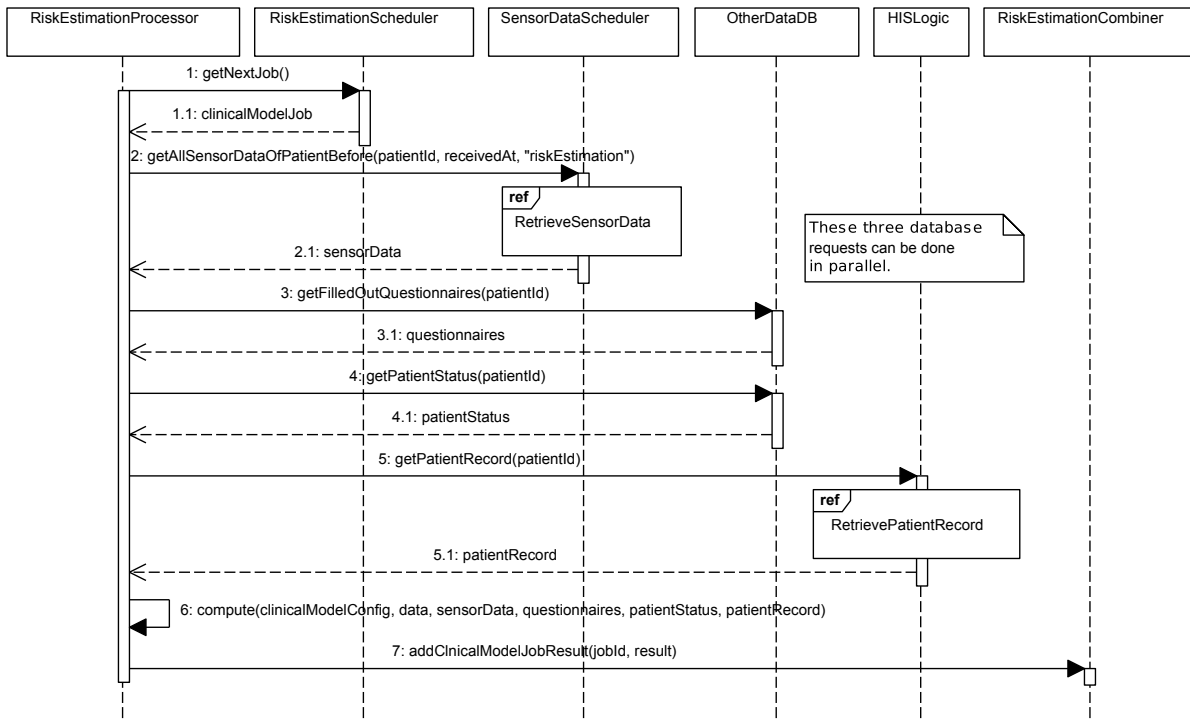 RiskEstimationProcessor
RiskEstimationScheduler
SensorDataScheduler
OtherDataDB
HISLogic
RiskEstimationCombiner
1: getNextJob()
1.1: clinicalModelJob
2: getAllSensorDataOfPatientBefore(patientId, receivedAt, "riskEstimation")
ref
RetrieveSensorData
These three database
requests can be done
in parallel.
2.1: sensorData
3: getFilledOutQuestionnaires(patientId)
3.1: questionnaires
4: getPatientStatus(patientId)
4.1: patientStatus
5: getPatientRecord(patientId)
ref
RetrievePatientRecord
5.1: patientRecord
6: compute(clinicalModelConfig, data, sensorData, questionnaires, patientStatus, patientRecord)
7: addClnicalModelJobResult(jobId, result)